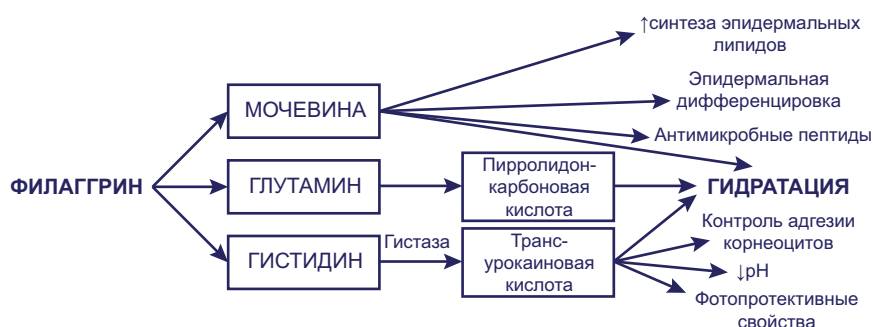 ↑синтеза эпидермальных
липидов
Эпидермальная
дифференцировка
МОЧЕВИНА
Антимикробные пептиды
ФИЛАГГРИН
ГЛУТАМИН
Пирролидон-
карбоновая
кислота
ГИДРАТАЦИЯ
Контроль адгезии
корнеоцитов
ГИСТИДИН
Гистаза
Транс-
урокаиновая
кислота
↓pH
Фотопротективные
свойства